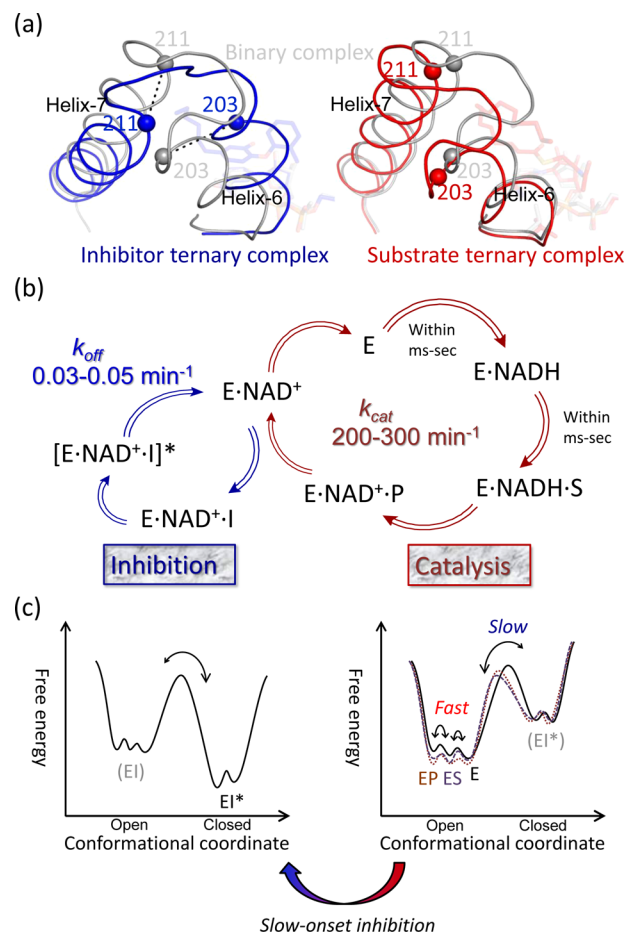 (a)
211
Binary complex
203
Helix-7
211
203
Helix-6
Inhibitor ternary complex
211
211
Helix-7
203
203
Helix-6
Substrate ternary complex
(b)
koff
0.03-0.05 min-1
E·NAD+
E
Within
ms-sec
E·NADH
kcat
200-300 min-1
Within
ms-sec
[E·NAD+·I]*
E·NAD+·I
E·NAD+·P
E·NADH·S
Inhibition
Catalysis
(c)
Free energy
(EI)
EI*
Open
Closed
Conformational coordinate
Free energy
Slow
Fast
(EI*)
EP
ES
E
Open
Closed
Conformational coordinate
Slow-onset inhibition